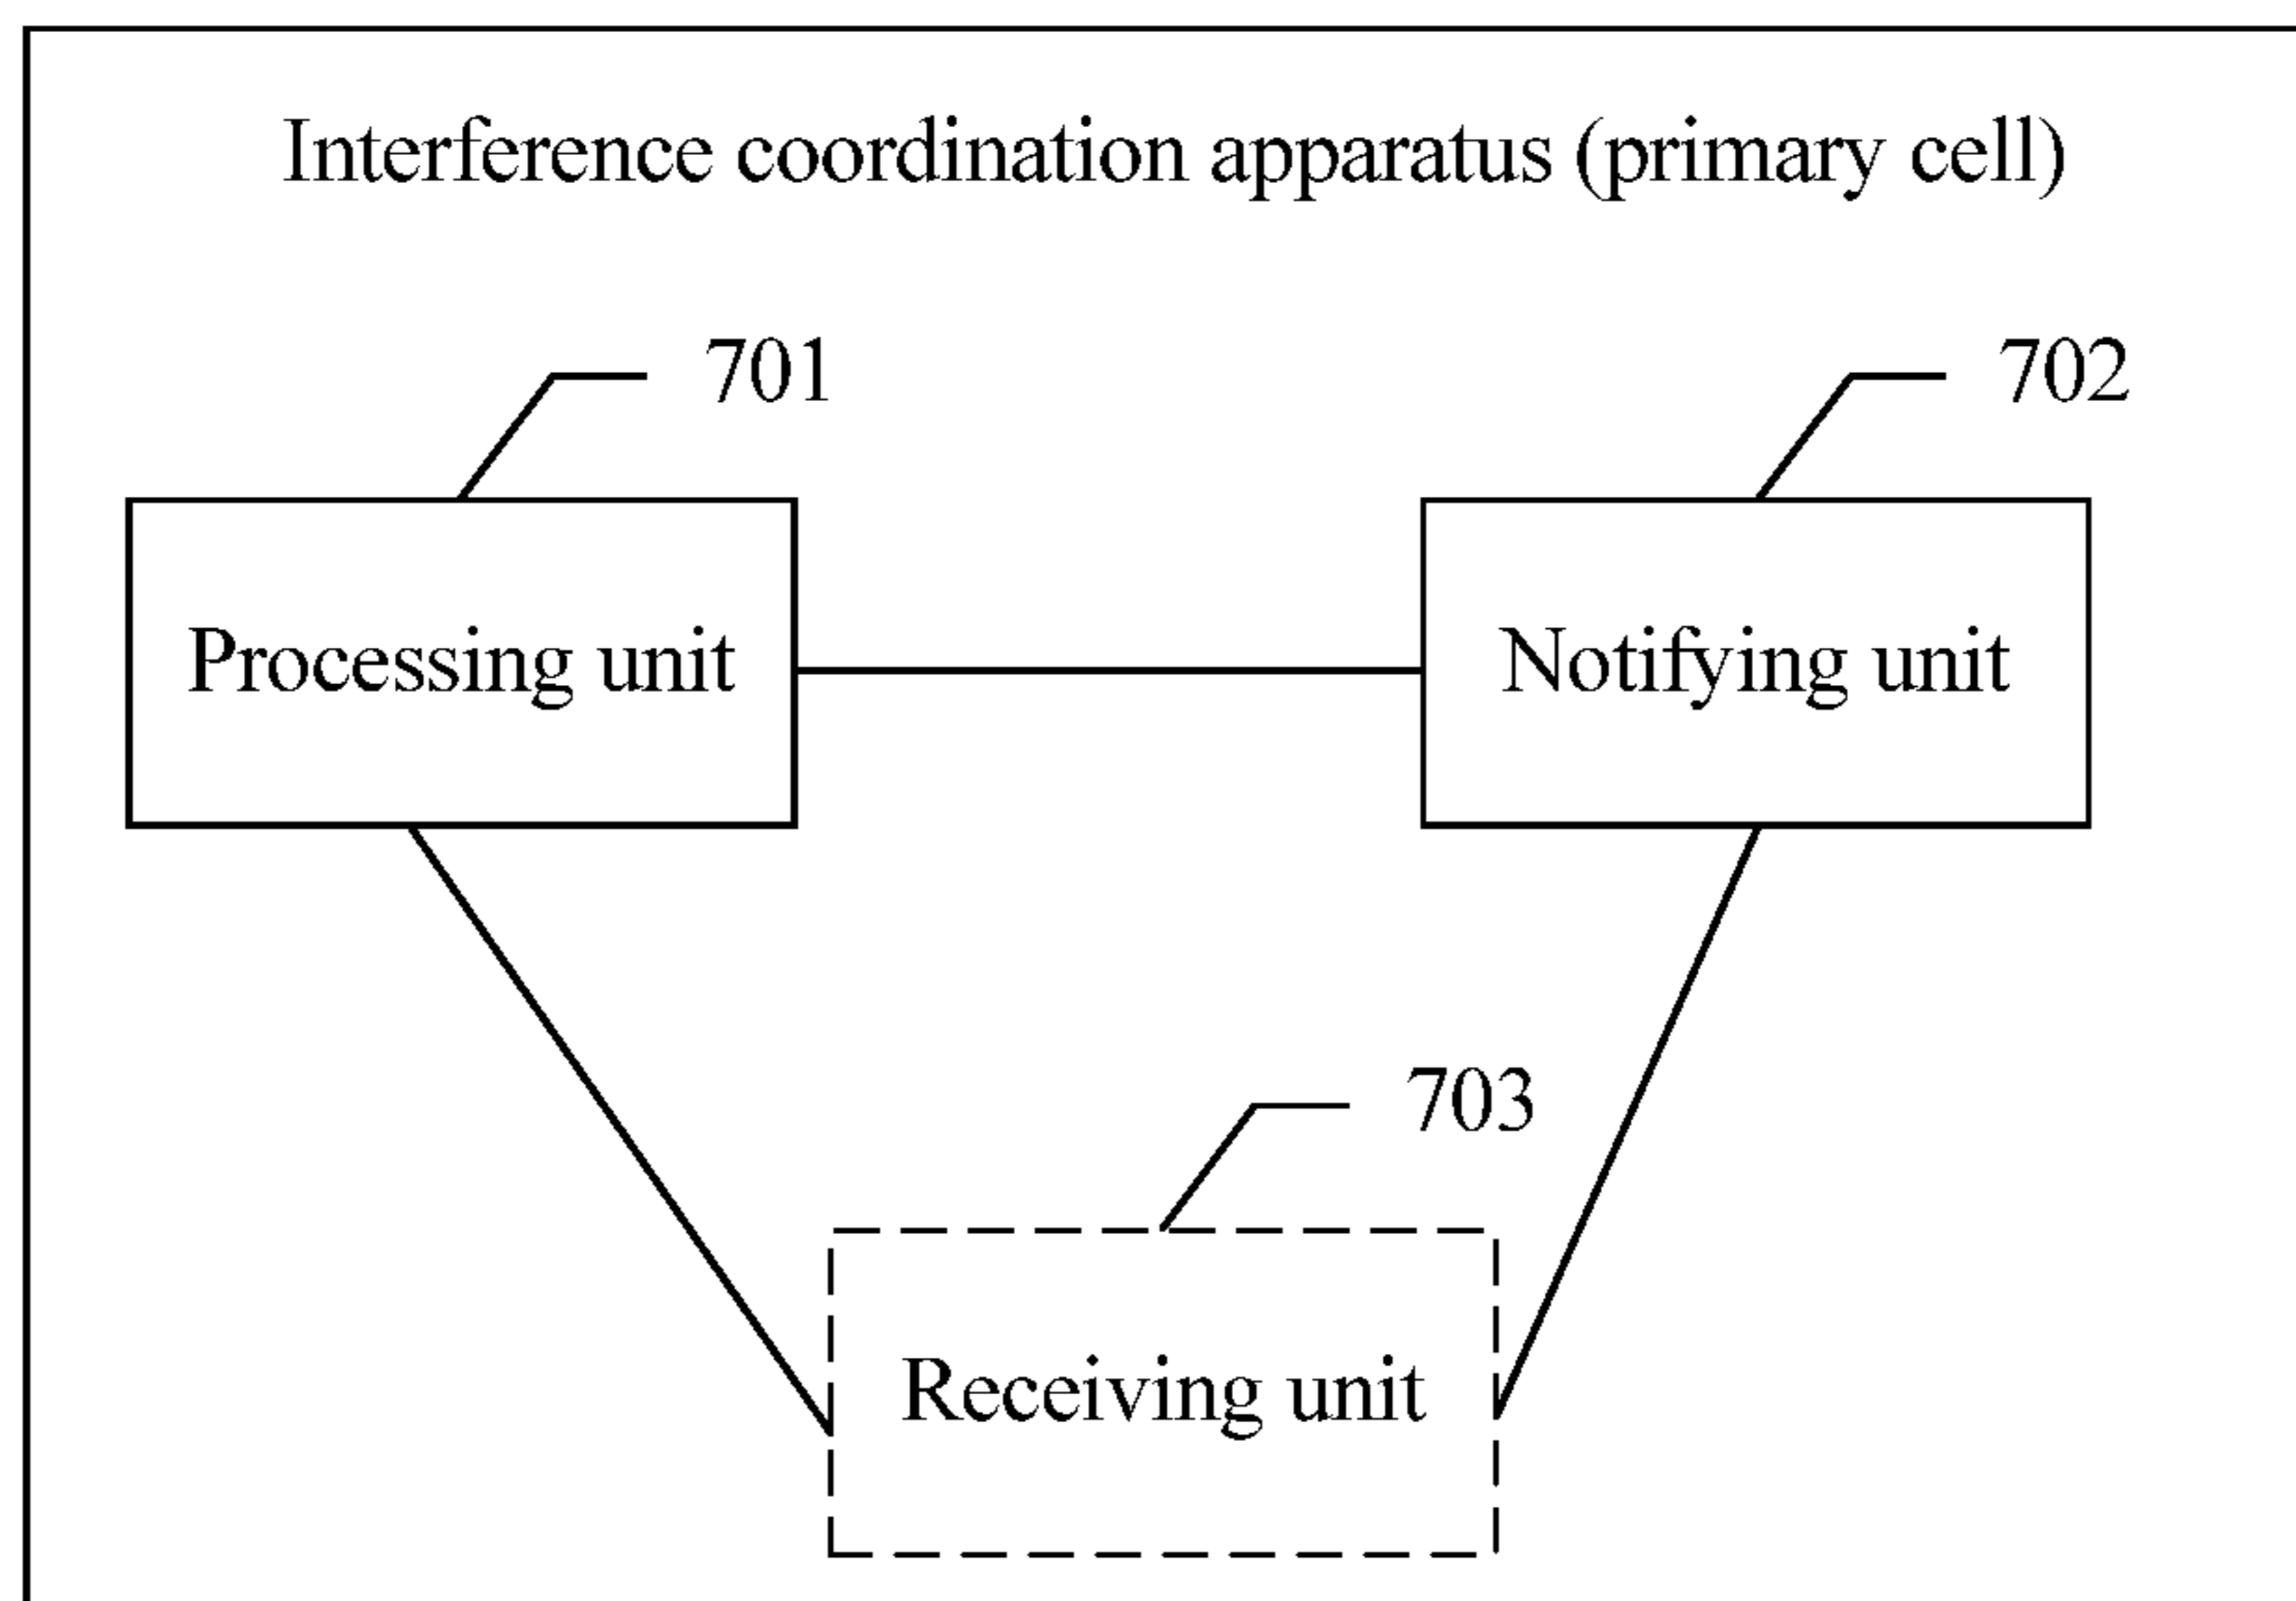 Interference coordination apparatus (primary cell)
701
702
Processing unit
Notifying unit
703
Receiving unit